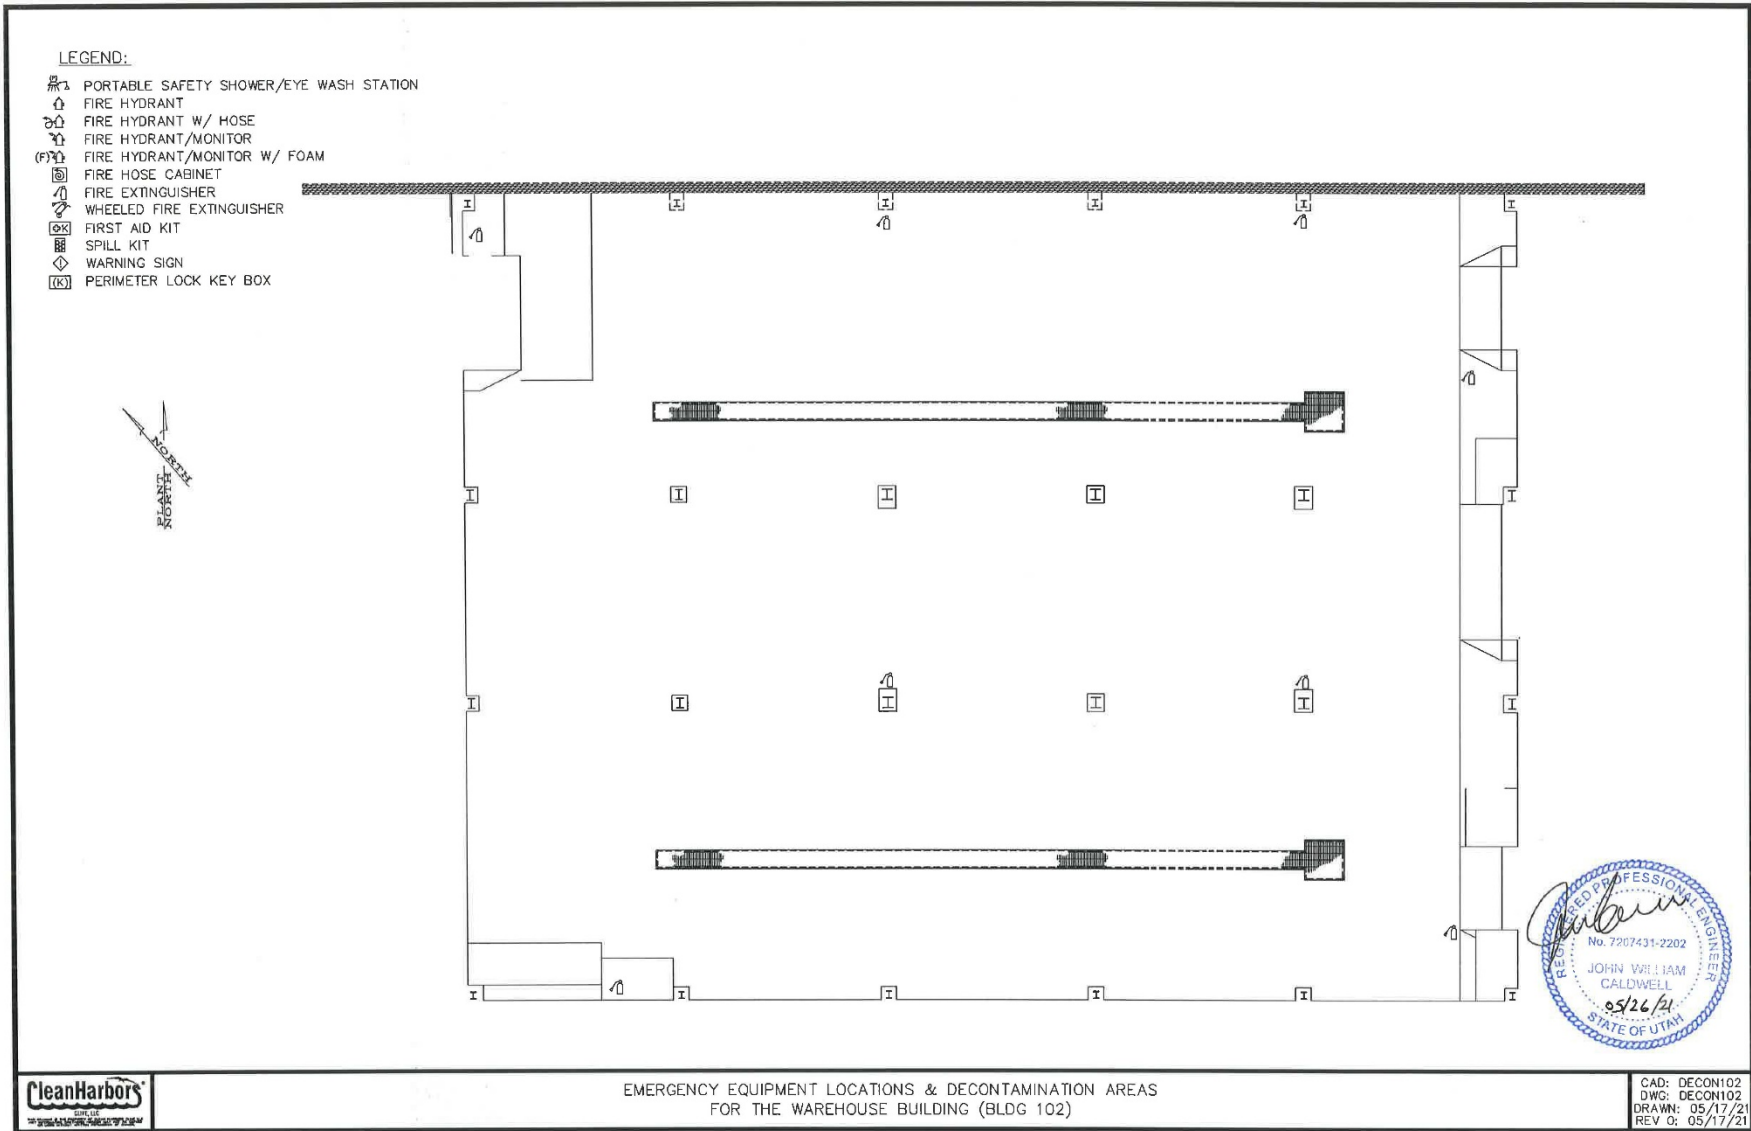 LEGEND:
PORTABLE SAFETY SHOWER/EYE WASH STATION
FIRE HYDRANT
FIRE HYDRANT W/ HOSE
FIRE HYDRANT/MONITOR
(F) FIRE HYDRANT/MONITOR W/ FOAM
FIRE HOSE CABINET
FIRE EXTINGUISHER
WHEELED FIRE EXTINGUISHER
FIRST AID KIT
SPILL KIT
WARNING SIGN
(K) PERIMETER LOCK KEY BOX
NORTH
PLANT
NORTH
REGISTERED PROFESSIONAL ENGINEER
No. 7207431-2202
JOHN WILLIAM
CALDWELL
05/26/21
STATE OF UTAH
CleanHarbors
EMERGENCY EQUIPMENT LOCATIONS & DECONTAMINATION AREAS
FOR THE WAREHOUSE BUILDING (BLDG 102)
CAD: DECON102
DWG: DECON102
DRAWN: 05/17/21
REV 0: 05/17/21